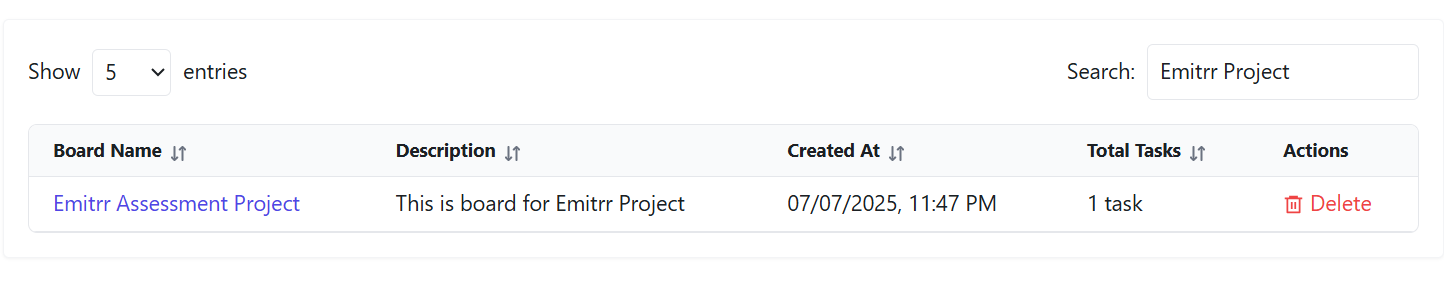 Show 5 entries Search: Emitrr Project
Board Name Description Created At Total Tasks Actions
Emitrr Assessment Project This is board for Emitrr Project 07/07/2025, 11:47 PM 1 task Delete